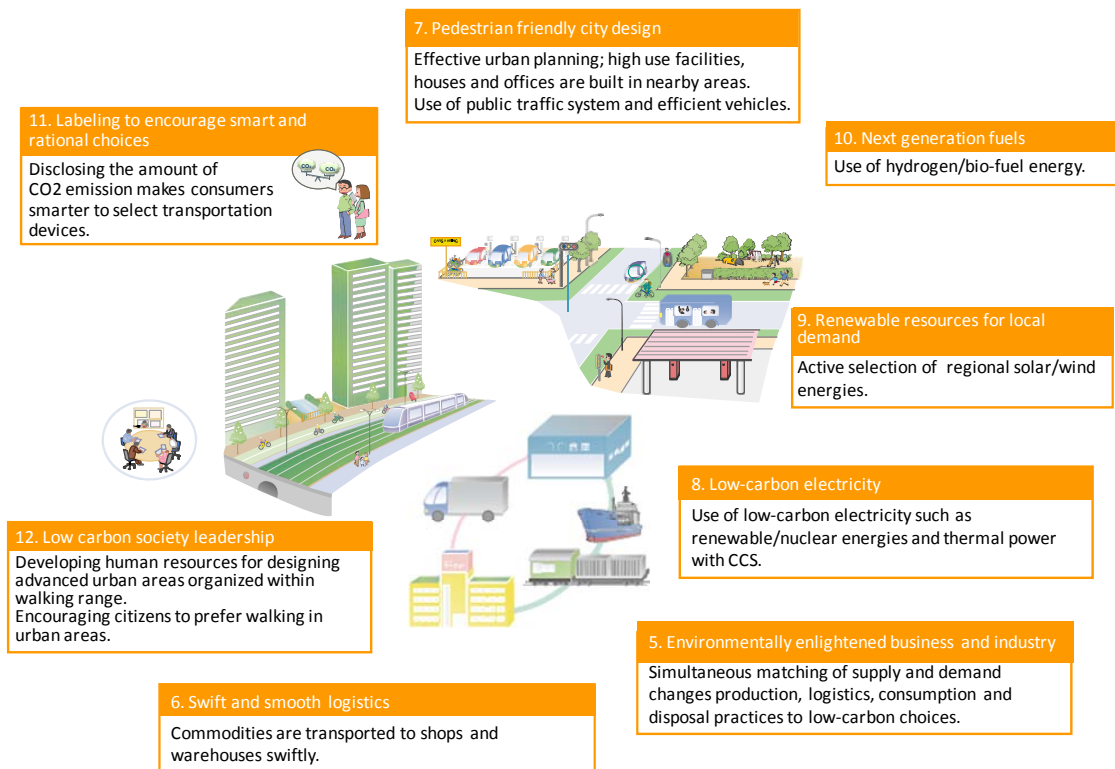 7. Pedestrian friendly city design
Effective urban planning; high use facilities,
houses and offices are built in nearby areas.
Use of public traffic system and efficient vehicles.
11. Labeling to encourage smart and
rational choices
Disclosing the amount of
CO2 emission makes consumers
smarter to select transportation
devices.
10. Next generation fuels
Use of hydrogen/bio-fuel energy.
9. Renewable resources for local
demand
Active selection of regional solar/wind
energies.
8. Low-carbon electricity
Use of low-carbon electricity such as
renewable/nuclear energies and thermal power
with CCS.
12. Low carbon society leadership
Developing human resources for designing
advanced urban areas organized within
walking range.
Encouraging citizens to prefer walking in
urban areas.
5. Environmentally enlightened business and industry
Simultaneous matching of supply and demand
changes production, logistics, consumption and
disposal practices to low-carbon choices.
6. Swift and smooth logistics
Commodities are transported to shops and
warehouses swiftly.